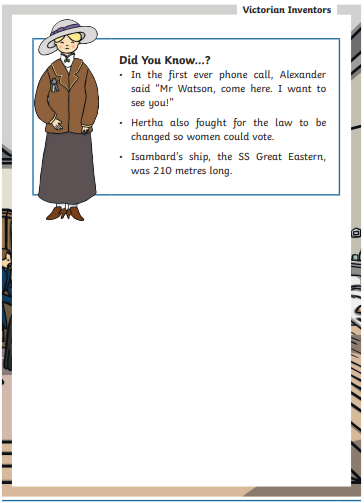 Victorian Inventors
Did You Know...?
• In the first ever phone call, Alexander
said “Mr Watson, come here. I want to
see you!”
• Hertha also fought for the law to be
changed so women could vote.
• Isambard’s ship, the SS Great Eastern,
was 210 metres long.